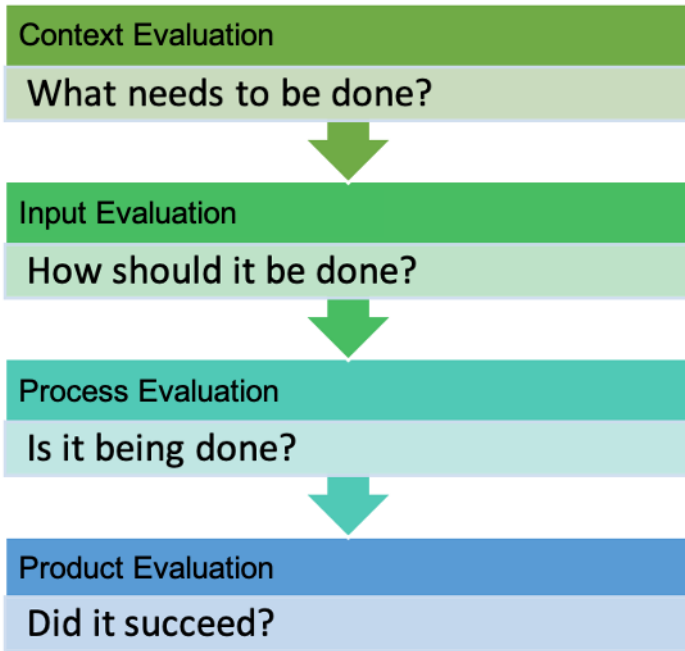 Context Evaluation
What needs to be done?
Input Evaluation
How should it be done?
Process Evaluation
Is it being done?
Product Evaluation
Did it succeed?